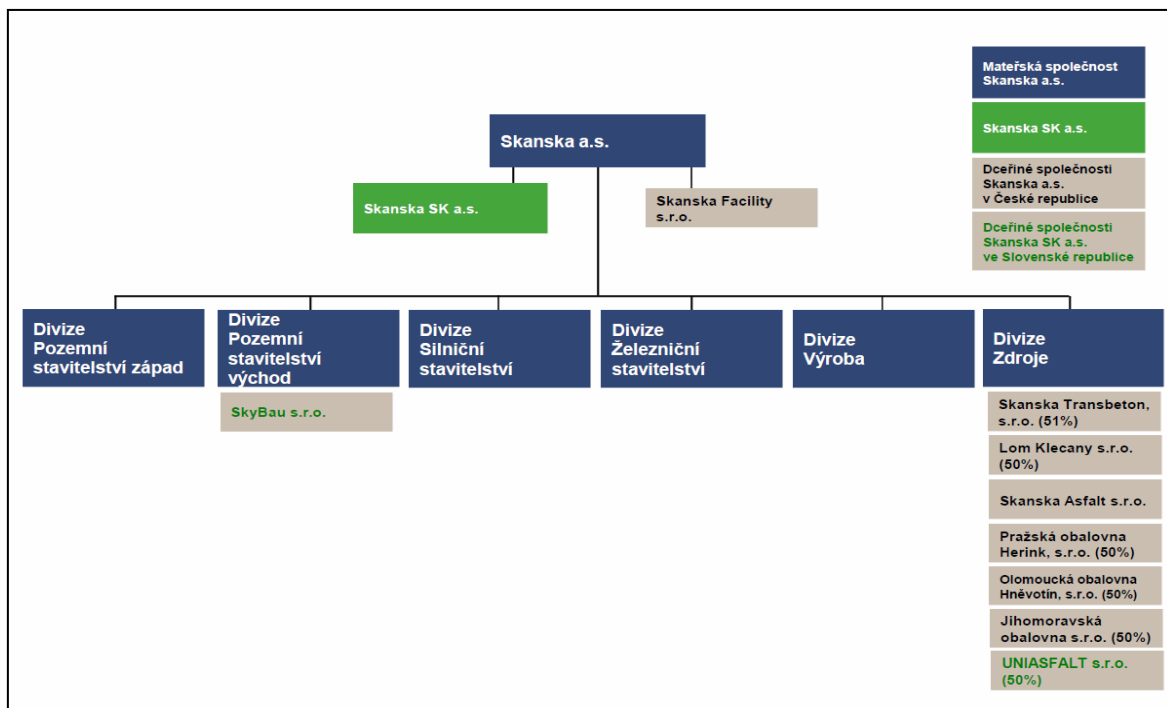 Mateřská společnost
Skanska a.s.
Skanska SK a.s.
Dceřiné společnosti
Skanska a.s.
v České republice
Dceřiné společnosti
Skanska SK a.s.
ve Slovenské republice
Skanska a.s.
Skanska SK a.s.
Skanska Facility
s.r.o.
Divize
Pozemní
stavitelství západ
Divize
Pozemní
stavitelství
východ
Divize
Silniční
stavitelství
Divize
Železniční
stavitelství
Divize
Výroba
Divize
Zdroje
SkyBau s.r.o.
Skanska Transbeton,
s.r.o. (51%)
Lom Klecany s.r.o.
(50%)
Skanska Asfalt s.r.o.
Pražská obalovna
Herink, s.r.o. (50%)
Olomoucká obalovna
Hněvotín, s.r.o. (50%)
Jihomoravská
obalovna s.r.o. (50%)
UNIASFALT s.r.o.
(50%)